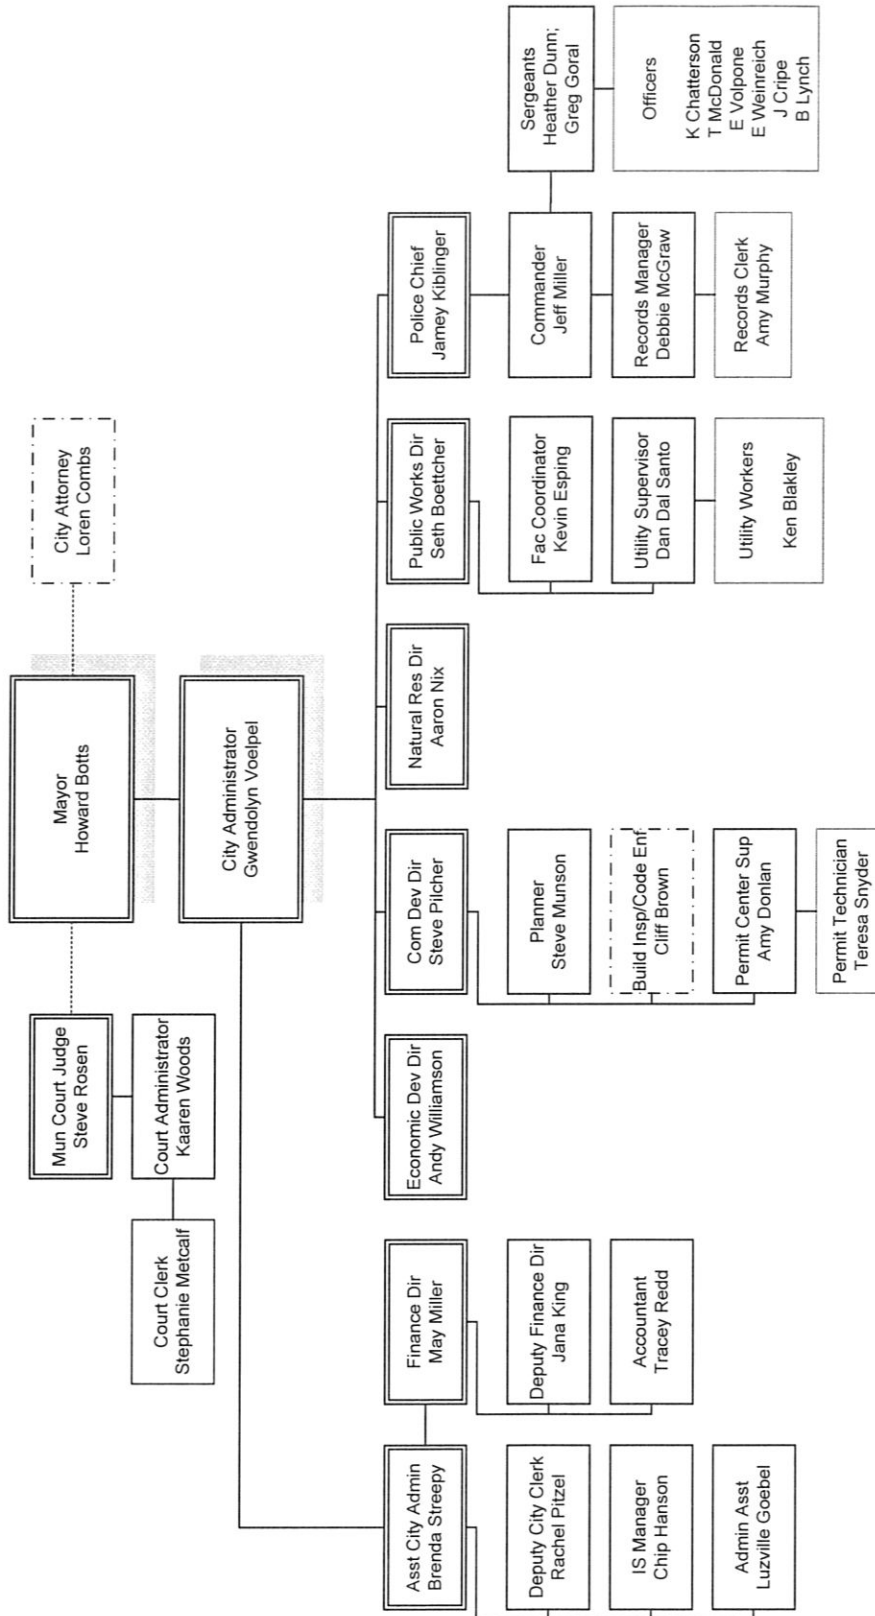 Mayor
Howard Botts
City Attorney
Loren Combs
Mun Court Judge
Steve Rosen
Court Administrator
Kaaren Woods
Court Clerk
Stephanie Metcalf
City Administrator
Gwendolyn Voelpel
Asst City Admin
Brenda Streepy
Deputy City Clerk
Rachel Pitzel
IS Manager
Chip Hanson
Admin Asst
Luzville Goebel
Finance Dir
May Miller
Deputy Finance Dir
Jana King
Accountant
Tracey Redd
Economic Dev Dir
Andy Williamson
Com Dev Dir
Steve Pilcher
Planner
Steve Munson
Build Insp/Code Enf
Cliff Brown
Permit Center Sup
Amy Donlan
Permit Technician
Teresa Snyder
Natural Res Dir
Aaron Nix
Public Works Dir
Seth Boettcher
Fac Coordinator
Kevin Esping
Utility Supervisor
Dan Dal Santo
Utility Workers
Ken Blakley
Police Chief
Jamey Kiblinger
Commander
Jeff Miller
Records Manager
Debbie McGraw
Records Clerk
Amy Murphy
Sergeants
Heather Dunn;
Greg Goral
Officers
K Chatterson
T McDonald
E Volpone
E Weinreich
J Cripe
B Lynch